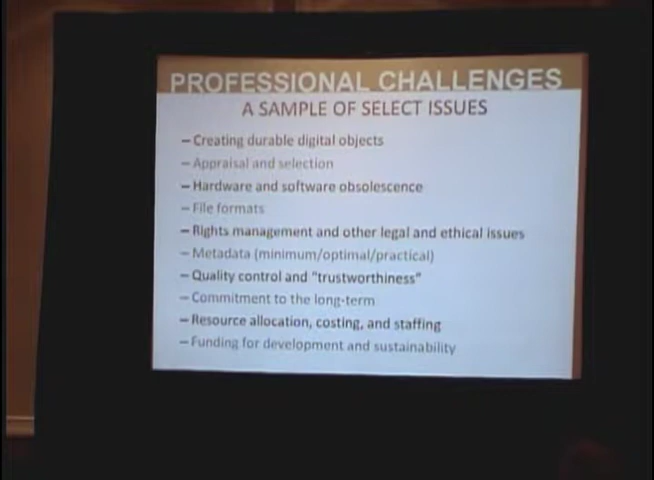 PROFESSIONAL CHALLENGES
A SAMPLE OF SELECT ISSUES
– Creating durable digital objects
– Appraisal and selection
– Hardware and software obsolescence
– File formats
– Rights management and other legal and ethical issues
– Metadata (minimum/optimal/practical)
– Quality control and "trustworthiness"
– Commitment to the long-term
– Resource allocation, costing, and staffing
– Funding for development and sustainability